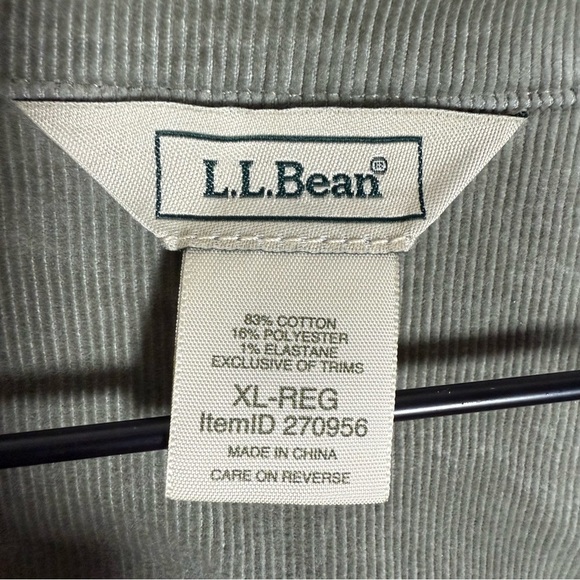 L.L.Bean®
83% COTTON
16% POLYESTER
1% ELASTANE
EXCLUSIVE OF TRIMS
XL-REG
ItemID 270956
MADE IN CHINA
CARE ON REVERSE